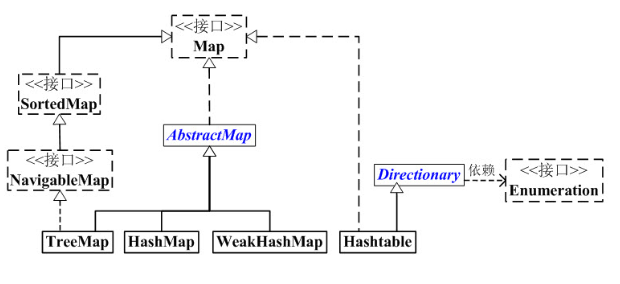 <<接口>>
Map
<<接口>>
SortedMap
AbstractMap
<<接口>>
NavigableMap
Directionary
依赖
<<接口>>
Enumeration
TreeMap
HashMap
WeakHashMap
Hashtable